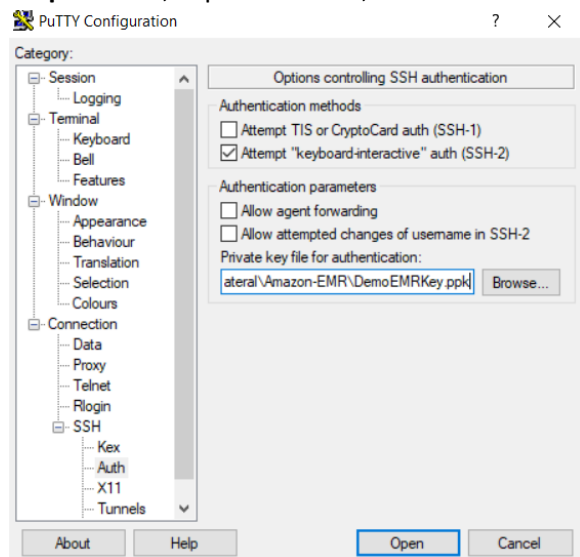 PuTTY Configuration
?
Category:
Session
Logging
Terminal
Keyboard
Bell
Features
Window
Appearance
Behaviour
Translation
Selection
Colours
Connection
Data
Proxy
Telnet
Rlogin
SSH
Kex
Auth
X11
Tunnels
Options controlling SSH authentication
Authentication methods
Attempt TIS or CryptoCard auth (SSH-1)
Attempt "keyboard-interactive" auth (SSH-2)
Authentication parameters
Allow agent forwarding
Allow attempted changes of username in SSH-2
Private key file for authentication:
ateral\Amazon-EMR\DemoEMRKey.ppk Browse...
About Help Open Cancel